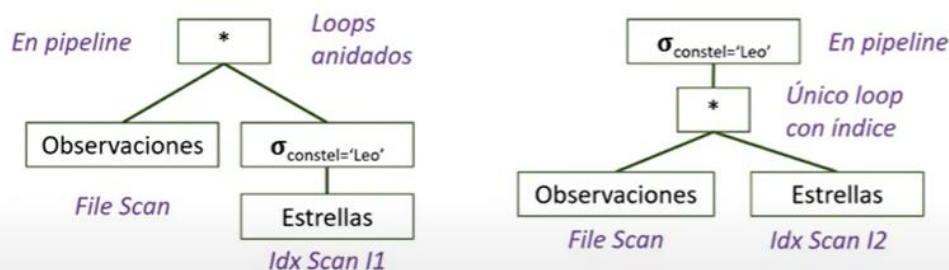 En pipeline
*
Loops
anidados
Observaciones
σconstel='Leo'
File Scan
Estrellas
Idx Scan I1
σconstel='Leo'
En pipeline
*
Único loop
con índice
Observaciones
Estrellas
File Scan
Idx Scan I2